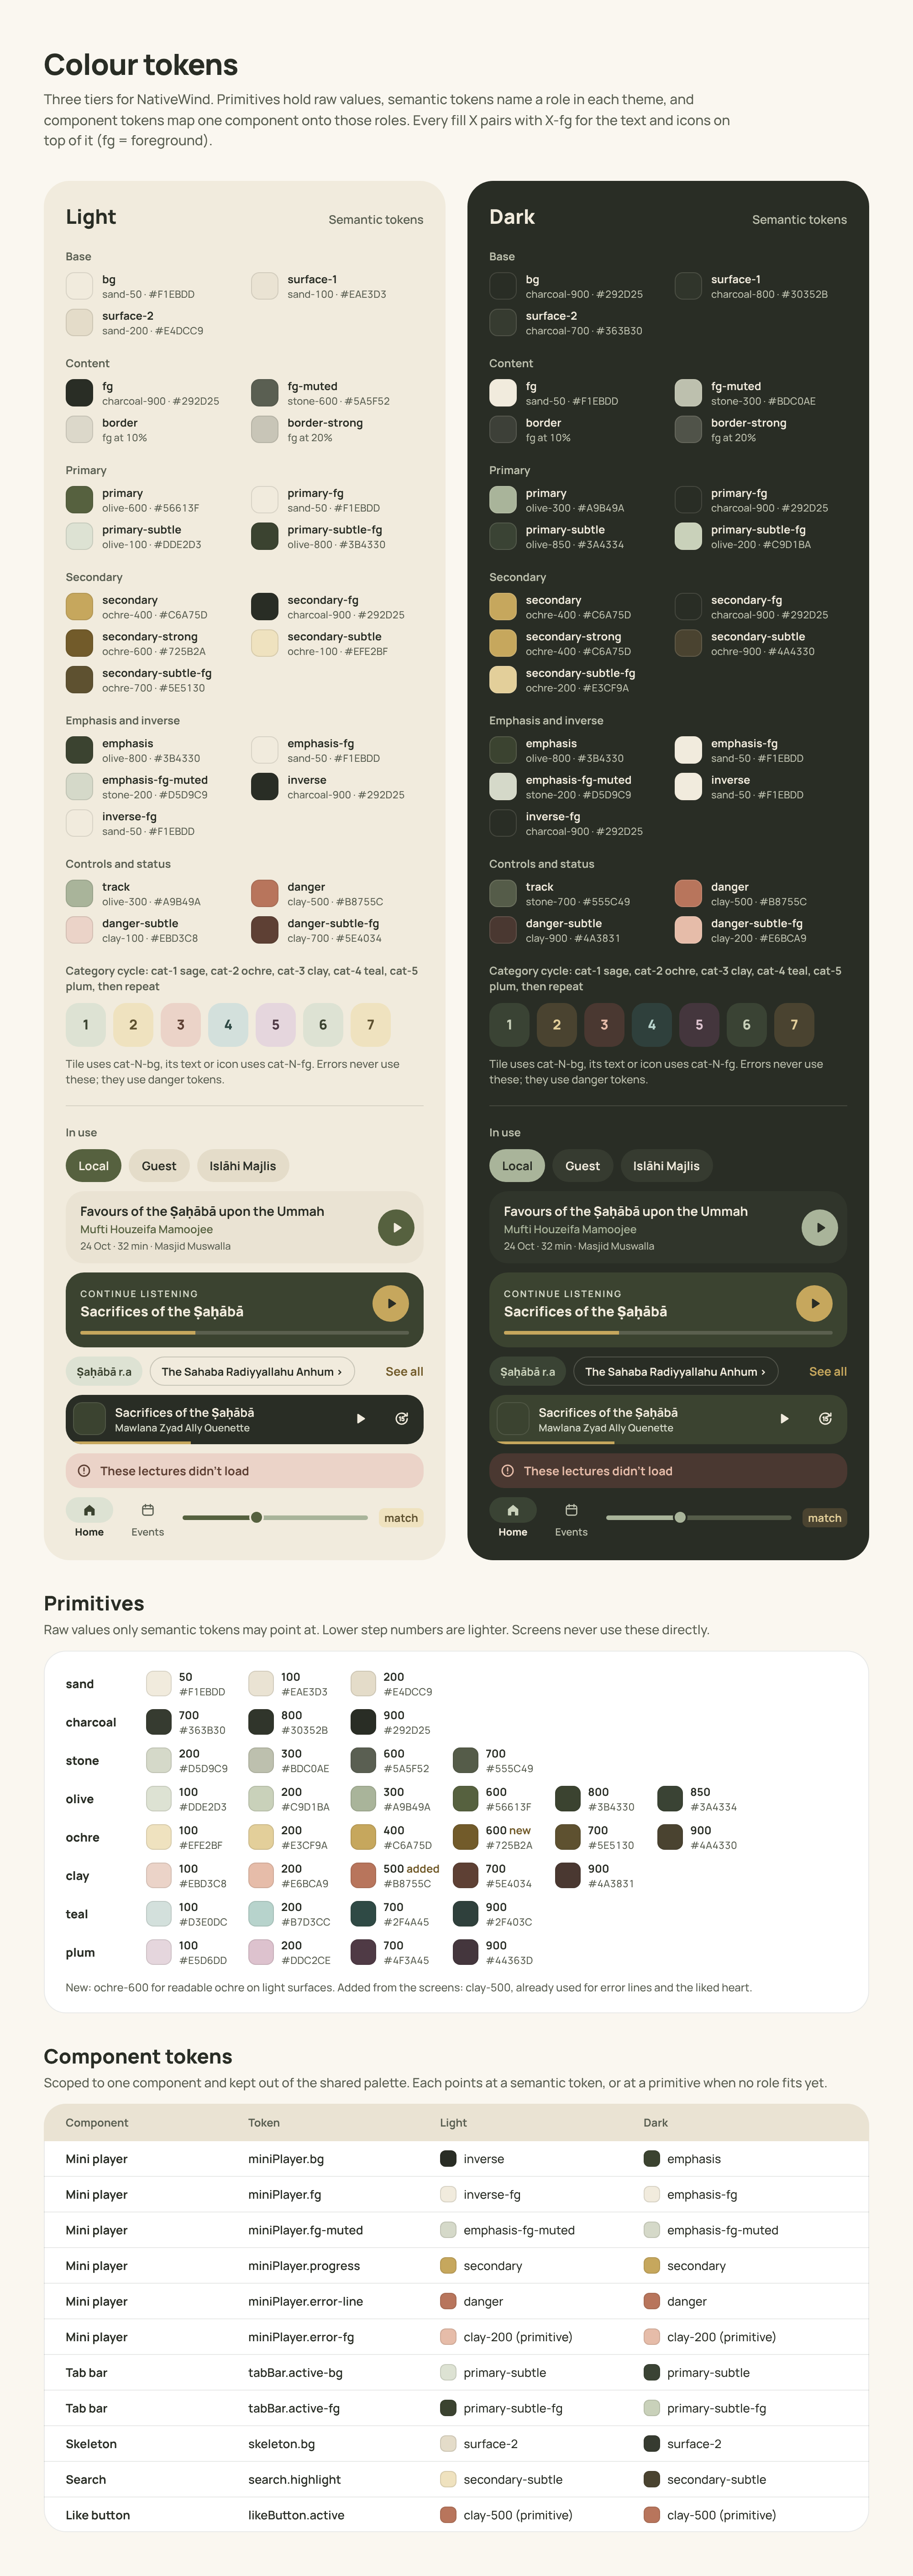 Colour tokens
Three tiers for NativeWind. Primitives hold raw values, semantic tokens name a role in each theme, and
component tokens map one component onto those roles. Every fill X pairs with X-fg for the text and icons on
top of it (fg = foreground).
Light
Semantic tokens
Base
bg
sand-50 · #F1EBDD
surface-1
sand-100 · #EAE3D3
surface-2
sand-200 · #E4DCC9
Content
fg
charcoal-900 · #292D25
fg-muted
stone-600 · #5A5F52
border
fg at 10%
border-strong
fg at 20%
Primary
primary
olive-600 · #56613F
primary-fg
sand-50 · #F1EBDD
primary-subtle
olive-100 · #DDE2D3
primary-subtle-fg
olive-800 · #3B4330
Secondary
secondary
ochre-400 · #C6A75D
secondary-fg
charcoal-900 · #292D25
secondary-strong
ochre-600 · #725B2A
secondary-subtle
ochre-100 · #EFE2BF
secondary-subtle-fg
ochre-700 · #5E5130
Emphasis and inverse
emphasis
olive-800 · #3B4330
emphasis-fg
sand-50 · #F1EBDD
emphasis-fg-muted
stone-200 · #D5D9C9
inverse
charcoal-900 · #292D25
inverse-fg
sand-50 · #F1EBDD
Controls and status
track
olive-300 · #A9B49A
danger
clay-500 · #B8755C
danger-subtle
clay-100 · #EBD3C8
danger-subtle-fg
clay-700 · #5E4034
Category cycle: cat-1 sage, cat-2 ochre, cat-3 clay, cat-4 teal, cat-5
plum, then repeat
1 2 3 4 5 6 7
Tile uses cat-N-bg, its text or icon uses cat-N-fg. Errors never use
these; they use danger tokens.
In use
Local Guest Islāhi Majlis
Favours of the Ṣaḥābā upon the Ummah
Mufti Houzeifa Mamoojee
24 Oct · 32 min · Masjid Muswalla
CONTINUE LISTENING
Sacrifices of the Ṣaḥābā
Ṣaḥābā r.a The Sahaba Radiyyallahu Anhum › See all
Sacrifices of the Ṣaḥābā
Mawlana Zyad Ally Quenette
15
These lectures didn't load
Home Events match
Dark
Semantic tokens
Base
bg
charcoal-900 · #292D25
surface-1
charcoal-800 · #30352B
surface-2
charcoal-700 · #363B30
Content
fg
sand-50 · #F1EBDD
fg-muted
stone-300 · #BDC0AE
border
fg at 10%
border-strong
fg at 20%
Primary
primary
olive-300 · #A9B49A
primary-fg
charcoal-900 · #292D25
primary-subtle
olive-850 · #3A4334
primary-subtle-fg
olive-200 · #C9D1BA
Secondary
secondary
ochre-400 · #C6A75D
secondary-fg
charcoal-900 · #292D25
secondary-strong
ochre-400 · #C6A75D
secondary-subtle
ochre-900 · #4A4330
secondary-subtle-fg
ochre-200 · #E3CF9A
Emphasis and inverse
emphasis
olive-800 · #3B4330
emphasis-fg
sand-50 · #F1EBDD
emphasis-fg-muted
stone-200 · #D5D9C9
inverse
sand-50 · #F1EBDD
inverse-fg
charcoal-900 · #292D25
Controls and status
track
stone-700 · #555C49
danger
clay-500 · #B8755C
danger-subtle
clay-900 · #4A3831
danger-subtle-fg
clay-200 · #E6BCA9
Category cycle: cat-1 sage, cat-2 ochre, cat-3 clay, cat-4 teal, cat-5
plum, then repeat
1 2 3 4 5 6 7
Tile uses cat-N-bg, its text or icon uses cat-N-fg. Errors never use
these; they use danger tokens.
In use
Local Guest Islāhi Majlis
Favours of the Ṣaḥābā upon the Ummah
Mufti Houzeifa Mamoojee
24 Oct · 32 min · Masjid Muswalla
CONTINUE LISTENING
Sacrifices of the Ṣaḥābā
Ṣaḥābā r.a The Sahaba Radiyyallahu Anhum › See all
Sacrifices of the Ṣaḥābā
Mawlana Zyad Ally Quenette
15
These lectures didn't load
Home Events match
Primitives
Raw values only semantic tokens may point at. Lower step numbers are lighter. Screens never use these directly.
sand
50 100 200
#F1EBDD #EAE3D3 #E4DCC9
charcoal
700 800 900
#363B30 #30352B #292D25
stone
200 300 600 700
#D5D9C9 #BDC0AE #5A5F52 #555C49
olive
100 200 300 600 800 850
#DDE2D3 #C9D1BA #A9B49A #56613F #3B4330 #3A4334
ochre
100 200 400 600 new 700 900
#EFE2BF #E3CF9A #C6A75D #725B2A #5E5130 #4A4330
clay
100 200 500 added 700 900
#EBD3C8 #E6BCA9 #B8755C #5E4034 #4A3831
teal
100 200 700 900
#D3E0DC #B7D3CC #2F4A45 #2F403C
plum
100 200 700 900
#E5D6DD #DDC2CE #4F3A45 #44363D
New: ochre-600 for readable ochre on light surfaces. Added from the screens: clay-500, already used for error lines and the liked heart.
Component tokens
Scoped to one component and kept out of the shared palette. Each points at a semantic token, or at a primitive when no role fits yet.
Component Token Light Dark
Mini player miniPlayer.bg inverse emphasis
Mini player miniPlayer.fg inverse-fg emphasis-fg
Mini player miniPlayer.fg-muted emphasis-fg-muted emphasis-fg-muted
Mini player miniPlayer.progress secondary secondary
Mini player miniPlayer.error-line danger danger
Mini player miniPlayer.error-fg clay-200 (primitive) clay-200 (primitive)
Tab bar tabBar.active-bg primary-subtle primary-subtle
Tab bar tabBar.active-fg primary-subtle-fg primary-subtle-fg
Skeleton skeleton.bg surface-2 surface-2
Search search.highlight secondary-subtle secondary-subtle
Like button likeButton.active clay-500 (primitive) clay-500 (primitive)